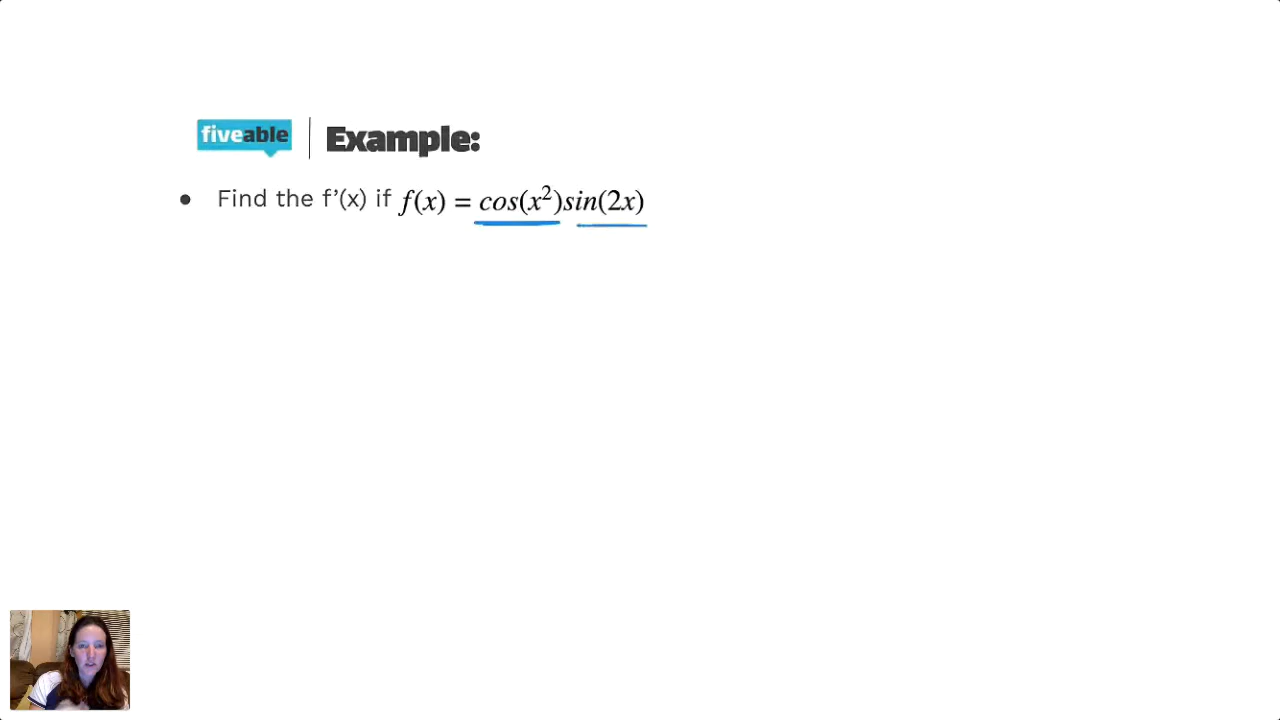 fiveable
Example:
● Find the f'(x) if f(x) = cos(x²)sin(2x)